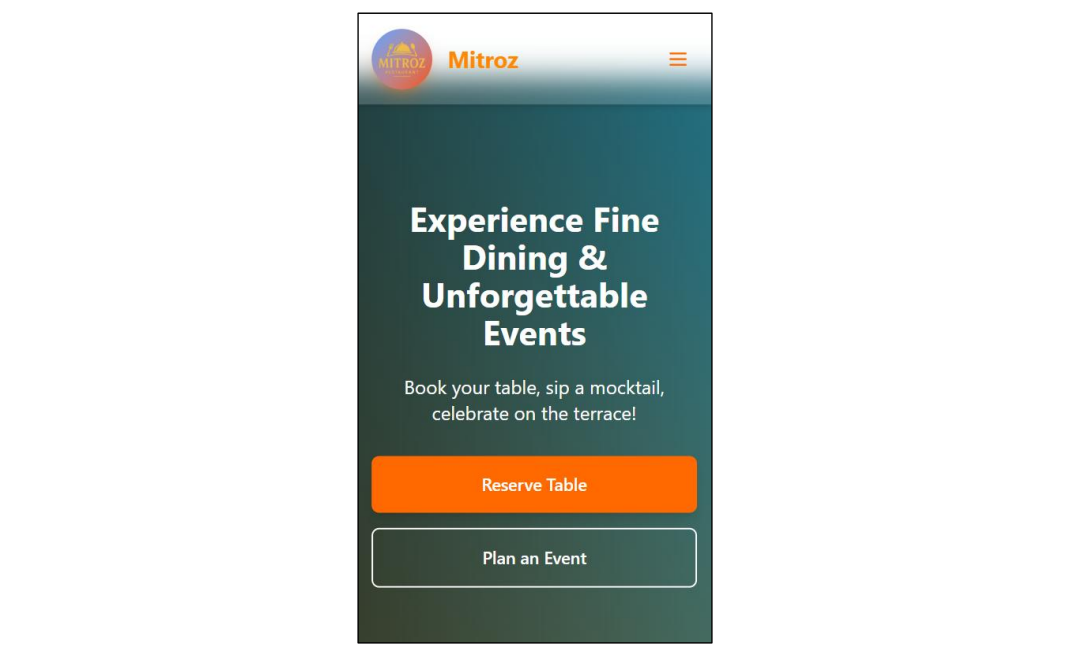 MITROZ
RESTAURANT
Mitroz
Experience Fine
Dining &
Unforgettable
Events
Book your table, sip a mocktail,
celebrate on the terrace!
Reserve Table
Plan an Event